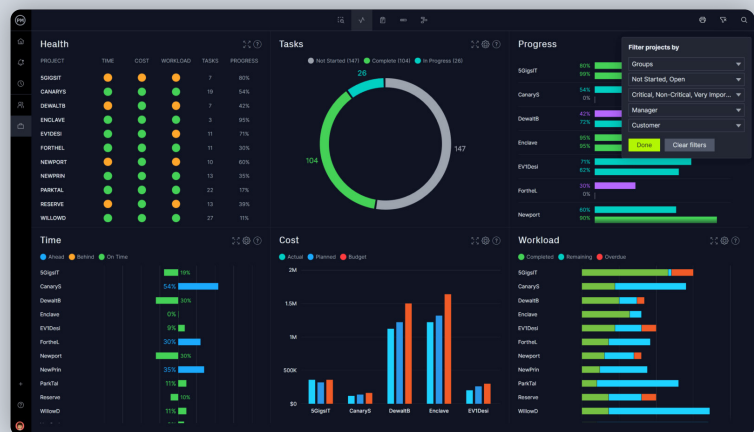 PM
Health
PROJECT TIME COST WORKLOAD TASKS PROGRESS
5GIGSIT 7 80%
CANARYS 19 54%
DEWALTB 7 42%
ENCLAVE 3 95%
EV1DESI 11 71%
FORTHEL 11 30%
NEWPORT 10 60%
NEWPRIN 13 35%
PARKTAL 22 17%
RESERVE 13 39%
WILLOWD 27 11%
Tasks
Not Started (147) Complete (104) In Progress (26)
26
104
147
Progress
5GigsIT 80%
99%
CanaryS 54%
0%
DewaltB 42%
72%
Enclave 95%
95%
EV1Desi 71%
82%
FortheL 30%
0%
Newport 60%
90%
Filter projects by
Groups
Not Started, Open
Critical, Non-Critical, Very Impor...
Manager
Customer
Done Clear filters
Time
Ahead Behind On Time
5GigsIT 19%
CanaryS 54%
DewaltB 30%
Enclave 0%
EV1Desi 9%
FortheL 30%
Newport 30%
NewPrin 35%
ParkTal 11%
Reserve 10%
WillowD 11%
Cost
Actual Planned Budget
2M
1.5M
1M
500K
$0
5GigsIT CanaryS DewaltB Enclave EV1Desi
Workload
Completed Remaining Overdue
5GigsIT
CanaryS
DewaltB
Enclave
EV1Desi
FortheL
Newport
NewPrin
ParkTal
Reserve
WillowD